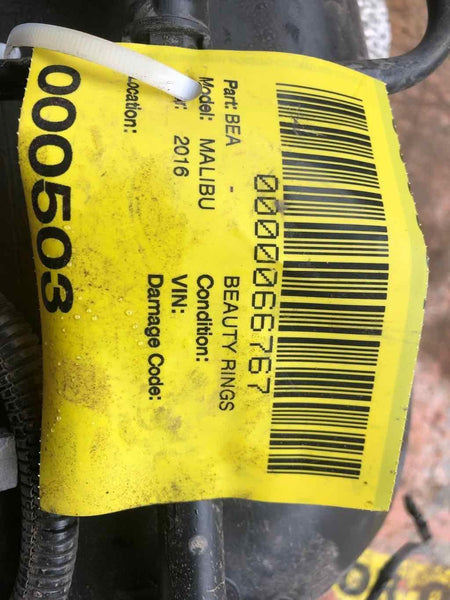 0000066767
Part: BEA - BEAUTY RINGS
Model: MALIBU Condition:
2016 VIN:
Location: Damage Code:
000503